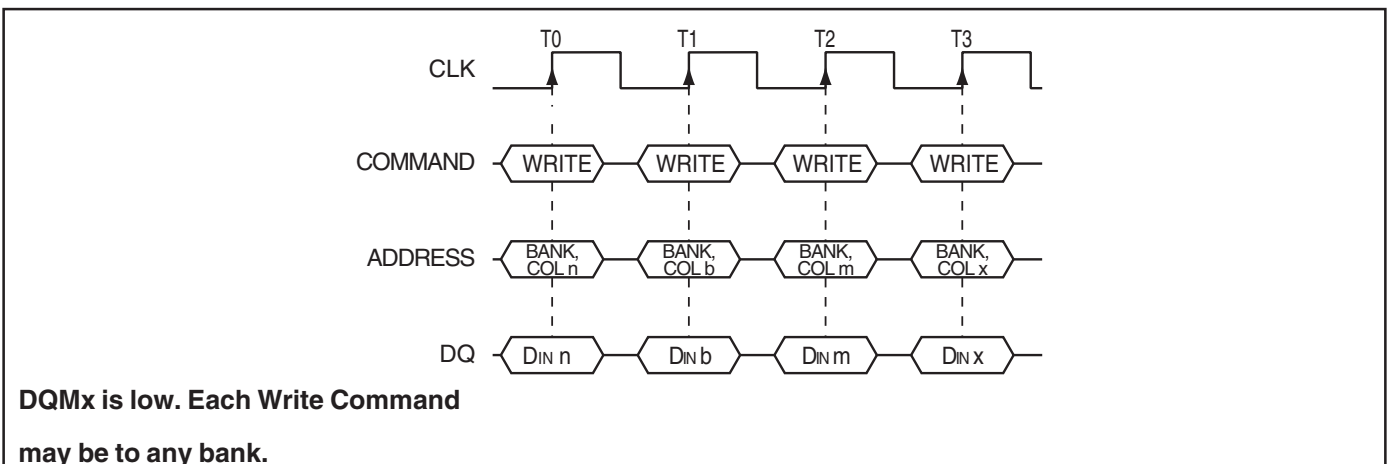 T0 T1 T2 T3
CLK
COMMAND WRITE WRITE WRITE WRITE
ADDRESS BANK, COL n BANK, COL b BANK, COL m BANK, COL x
DQ DIN n DIN b DIN m DIN x
DQMx is low. Each Write Command
may be to any bank.